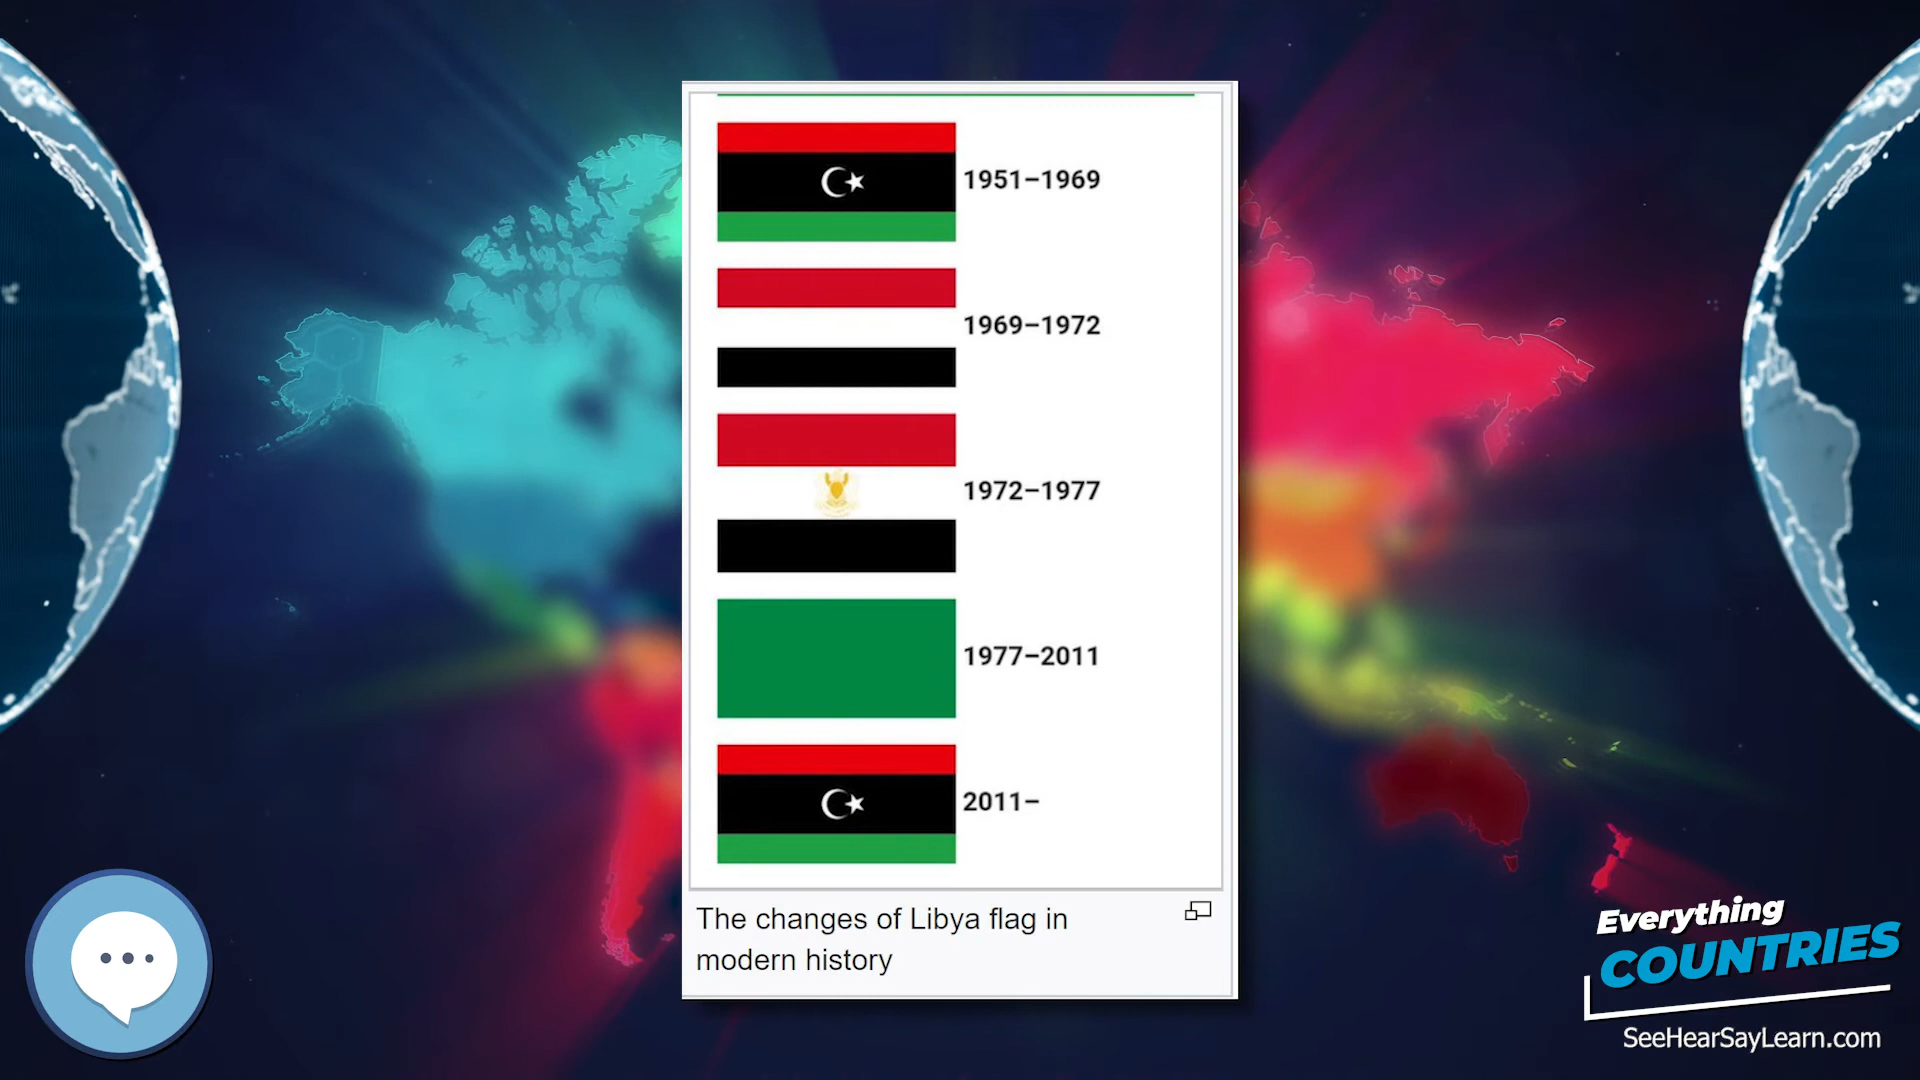 1951–1969
1969–1972
1972–1977
1977–2011
2011–
The changes of Libya flag in
modern history
Everything
COUNTRIES
SeeHearSayLearn.com